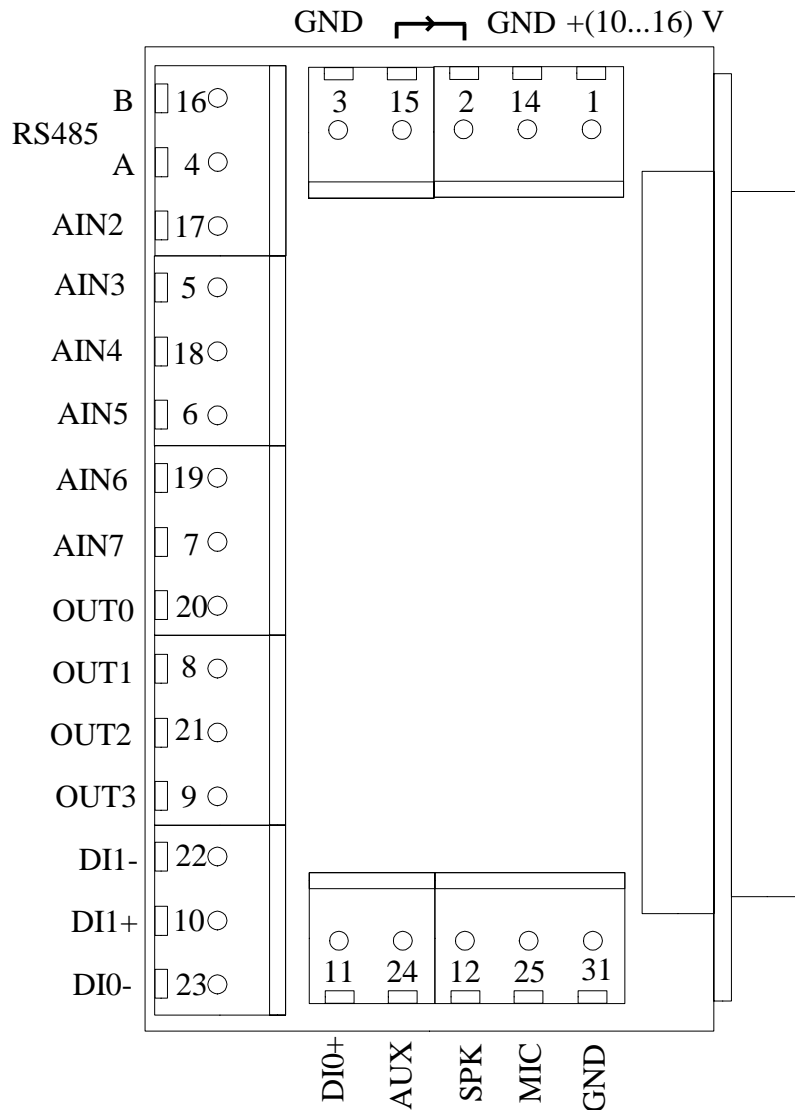 GND GND +(10...16) V
3 15 2 14 1
B 16
RS485
A 4
AIN2 17
AIN3 5
AIN4 18
AIN5 6
AIN6 19
AIN7 7
OUT0 20
OUT1 8
OUT2 21
OUT3 9
DI1- 22
DI1+ 10
DI0- 23
11 24 12 25 31
DI0+ AUX SPK MIC GND